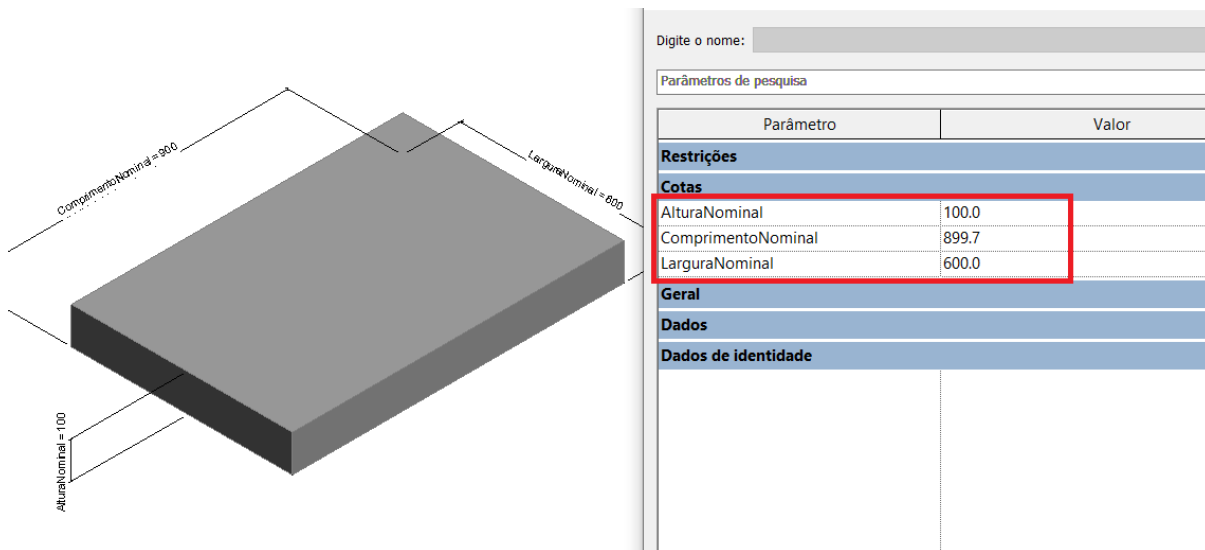 ComprimentoNominal = 900
LarguraNominal = 600
AlturaNominal = 100
Digite o nome:
Parâmetros de pesquisa
Parâmetro Valor
Restrições
Cotas
AlturaNominal 100.0
ComprimentoNominal 899.7
LarguraNominal 600.0
Geral
Dados
Dados de identidade